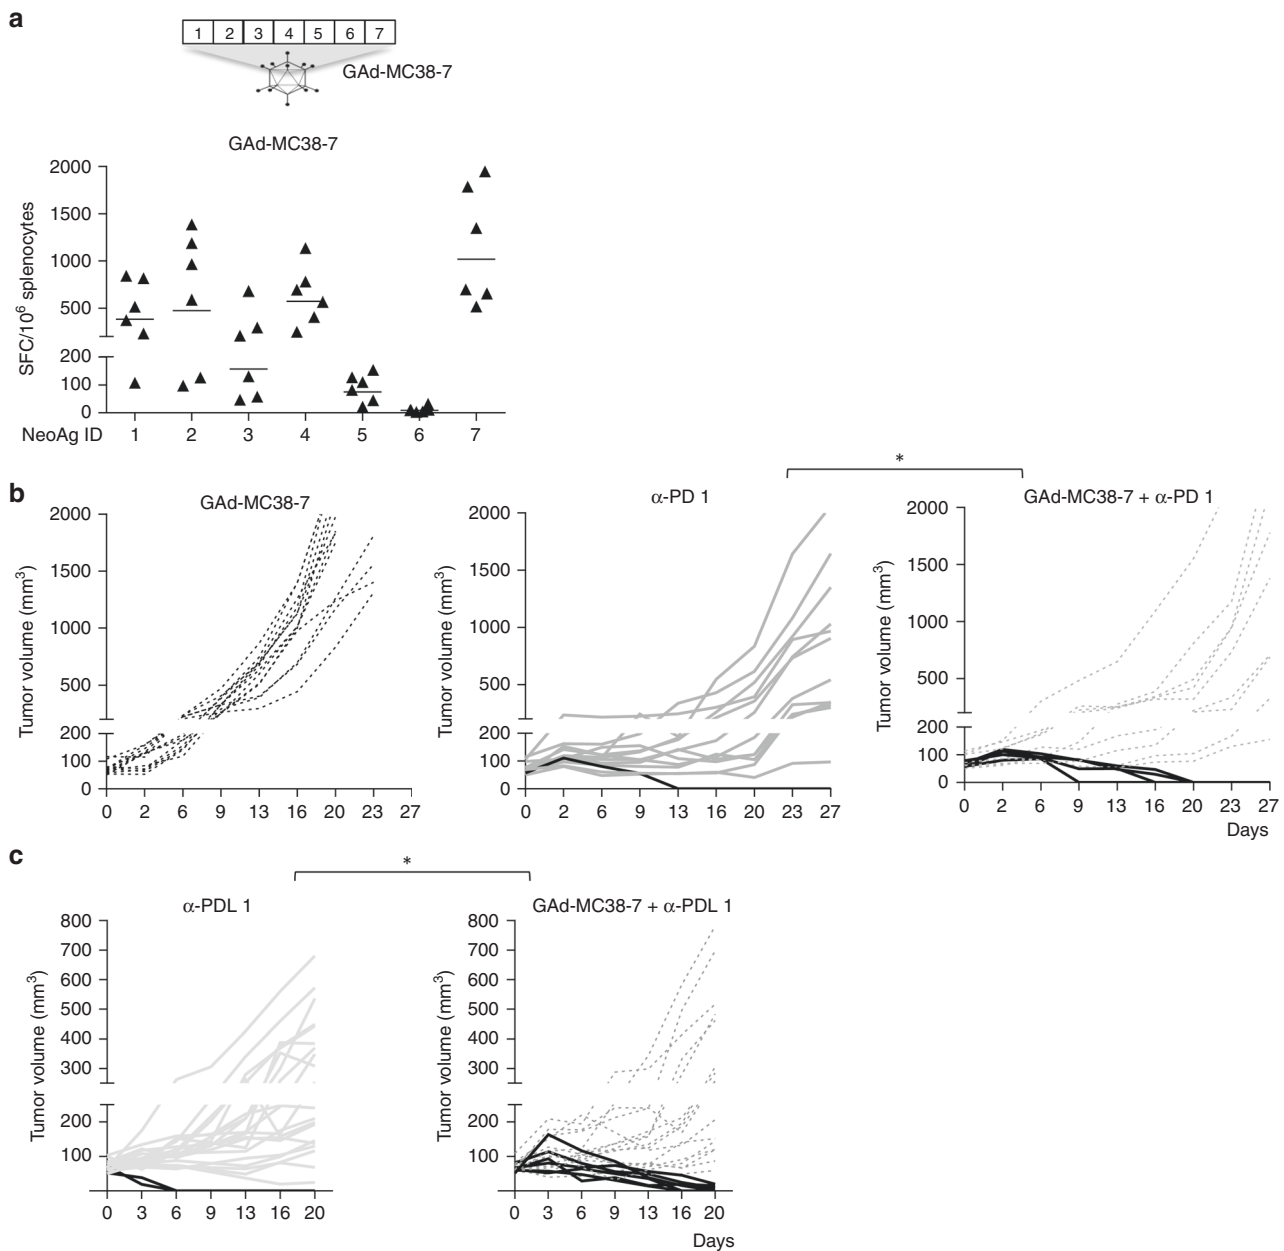 a
1 2 3 4 5 6 7
GAd-MC38-7
GAd-MC38-7
SFC/10⁶ splenocytes
2000
1500
1000
500
200
100
0
NeoAg ID 1 2 3 4 5 6 7
b
*
GAd-MC38-7
Tumor volume (mm³)
2000
1500
1000
500
200
100
0
0 2 6 9 13 16 20 23 27
α-PD 1
Tumor volume (mm³)
2000
1500
1000
500
200
100
0
0 2 6 9 13 16 20 23 27
GAd-MC38-7 + α-PD 1
Tumor volume (mm³)
2000
1500
1000
500
200
100
0
0 2 6 9 13 16 20 23 27
Days
c
*
α-PDL 1
Tumor volume (mm³)
800
700
600
500
400
300
200
100
0 3 6 9 13 16 20
GAd-MC38-7 + α-PDL 1
Tumor volume (mm³)
800
700
600
500
400
300
200
100
0 3 6 9 13 16 20
Days